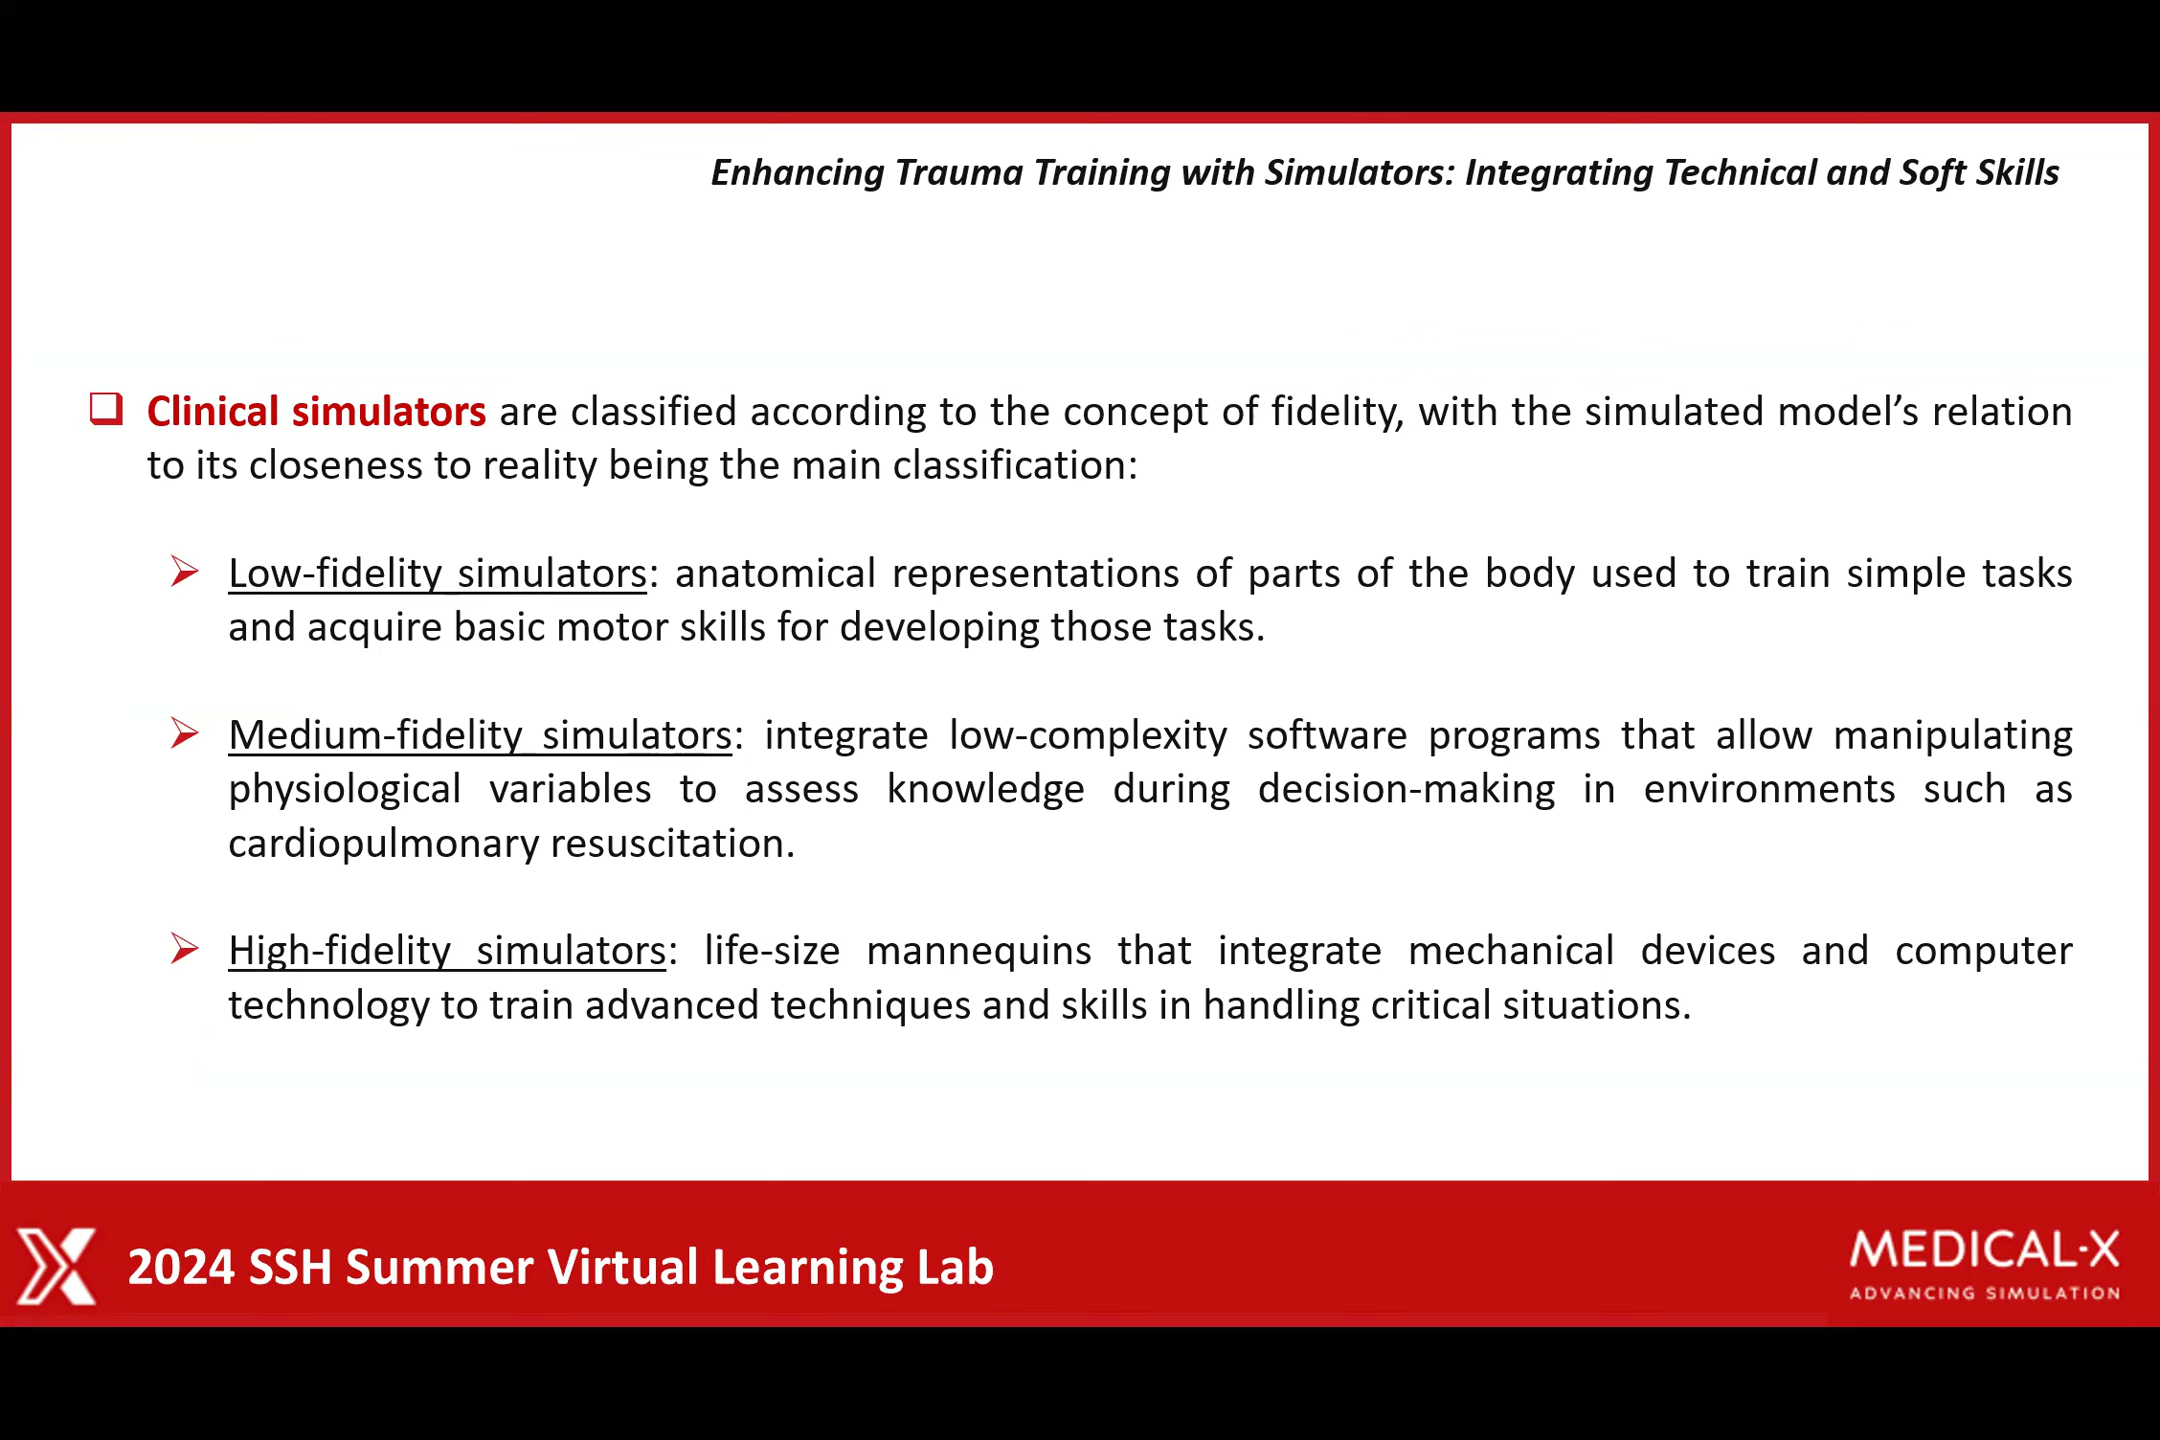 Enhancing Trauma Training with Simulators: Integrating Technical and Soft Skills
Clinical simulators are classified according to the concept of fidelity, with the simulated model’s relation
to its closeness to reality being the main classification:
Low-fidelity simulators: anatomical representations of parts of the body used to train simple tasks
and acquire basic motor skills for developing those tasks.
Medium-fidelity simulators: integrate low-complexity software programs that allow manipulating
physiological variables to assess knowledge during decision-making in environments such as
cardiopulmonary resuscitation.
High-fidelity simulators: life-size mannequins that integrate mechanical devices and computer
technology to train advanced techniques and skills in handling critical situations.
2024 SSH Summer Virtual Learning Lab
MEDICAL-X
ADVANCING SIMULATION